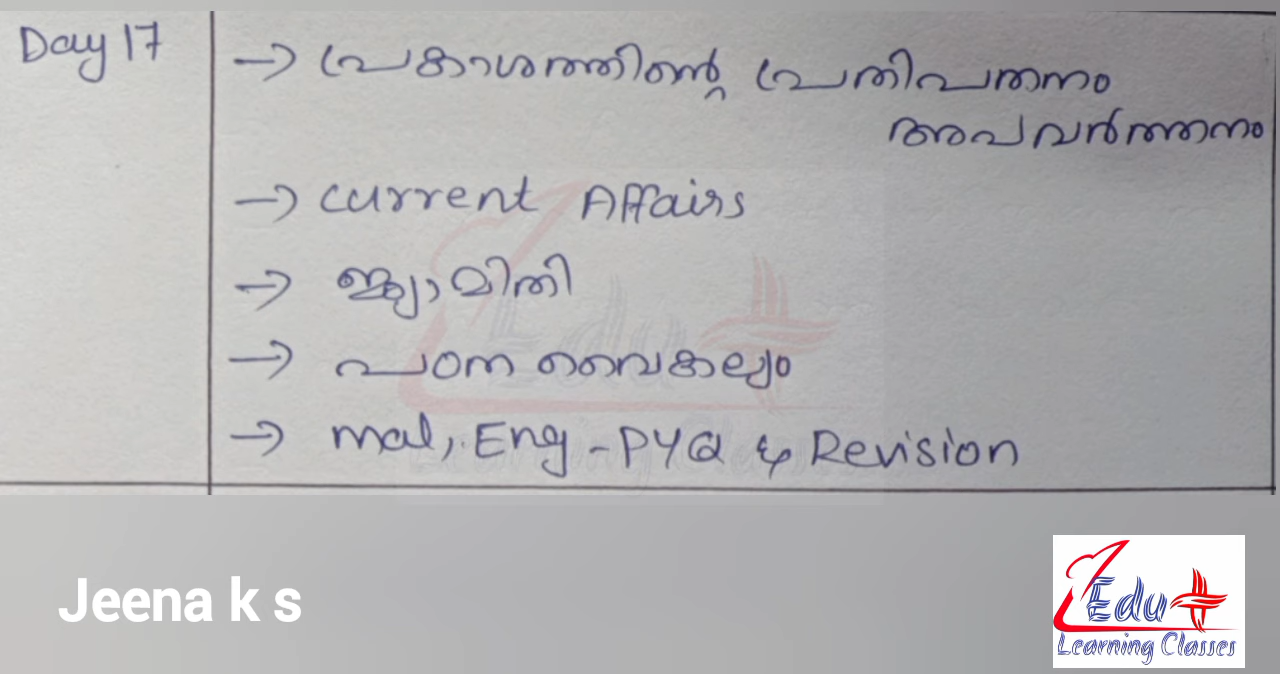 Day 17
→ പ്രകാശത്തിന്റെ പ്രതിപതനം
അപവർത്തനം
→ Current Affairs
→ ജ്യാമിതി
→ പഠന വൈകല്യം
→ Mal, Eng - PYQ & Revision
Jeena k s
Edu+
Learning Classes